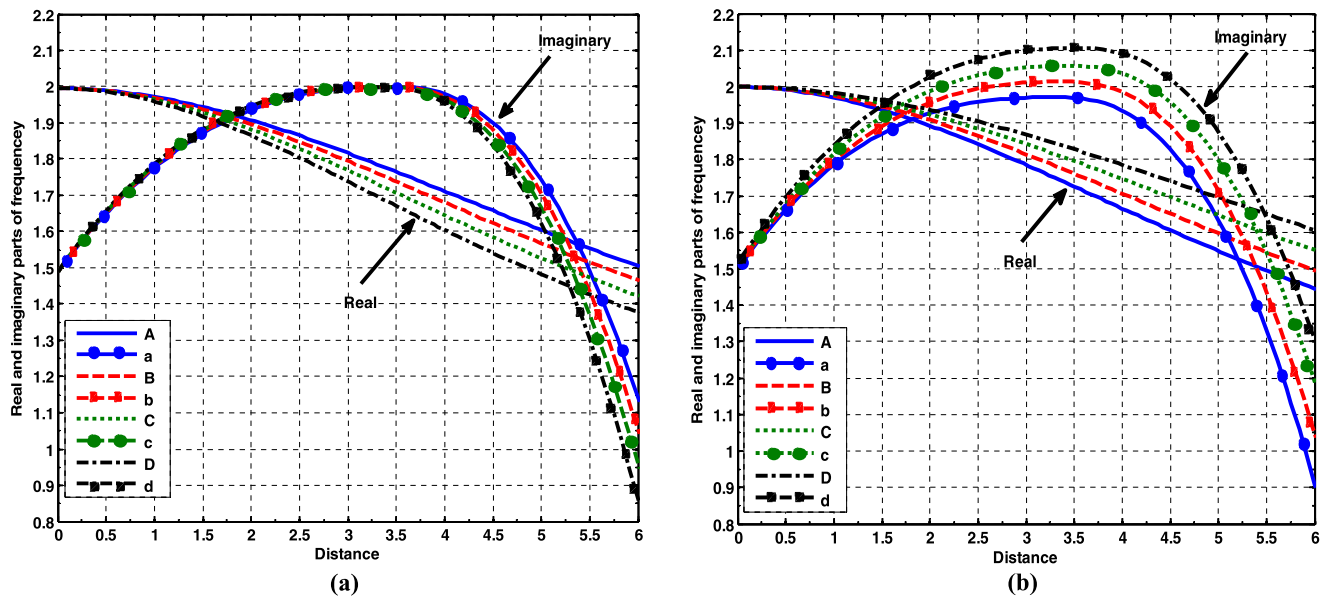 Real and imaginary parts of frequencey
2.2
2.1
2
1.9
1.8
1.7
1.6
1.5
1.4
1.3
1.2
1.1
1
0.9
0.8
0 0.5 1 1.5 2 2.5 3 3.5 4 4.5 5 5.5 6
Distance
Imaginary
Real
A
a
B
b
C
c
D
d
(a)
Real and imaginary parts of frequencey
2.2
2.1
2
1.9
1.8
1.7
1.6
1.5
1.4
1.3
1.2
1.1
1
0.9
0.8
0 0.5 1 1.5 2 2.5 3 3.5 4 4.5 5 5.5 6
Distance
Imaginary
Real
A
a
B
b
C
c
D
d
(b)